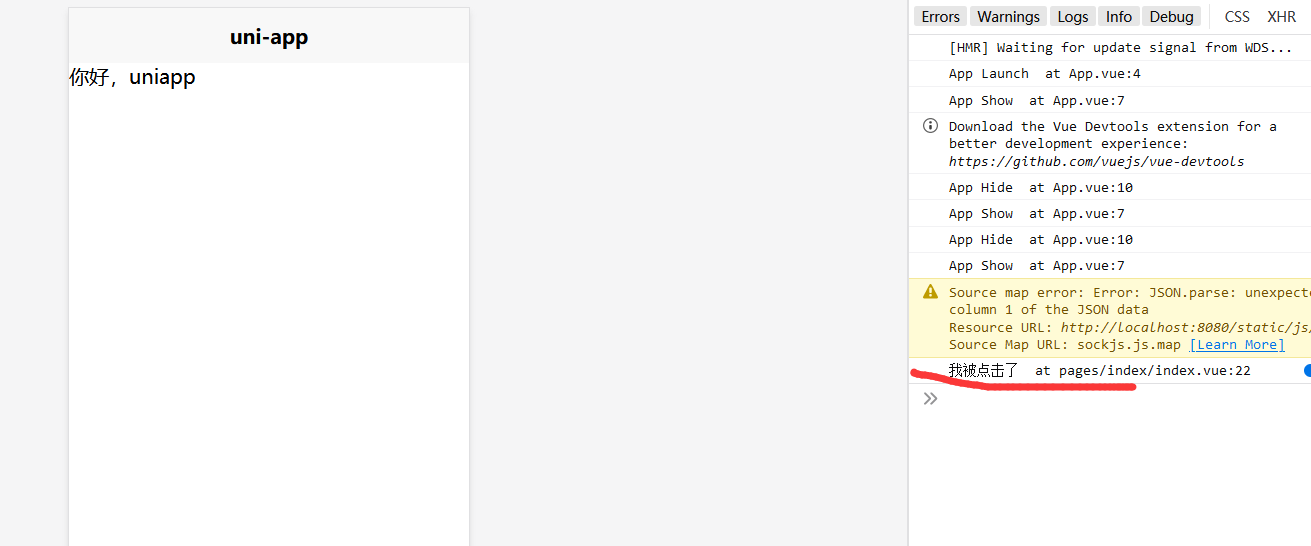 uni-app
你好，uniapp
Errors Warnings Logs Info Debug CSS XHR
[HMR] Waiting for update signal from WDS...
App Launch  at App.vue:4
App Show  at App.vue:7
Download the Vue Devtools extension for a
better development experience:
https://github.com/vuejs/vue-devtools
App Hide  at App.vue:10
App Show  at App.vue:7
App Hide  at App.vue:10
App Show  at App.vue:7
Source map error: Error: JSON.parse: unexpecte
column 1 of the JSON data
Resource URL: http://localhost:8080/static/js/
Source Map URL: sockjs.js.map [Learn More]
我被点击了  at pages/index/index.vue:22